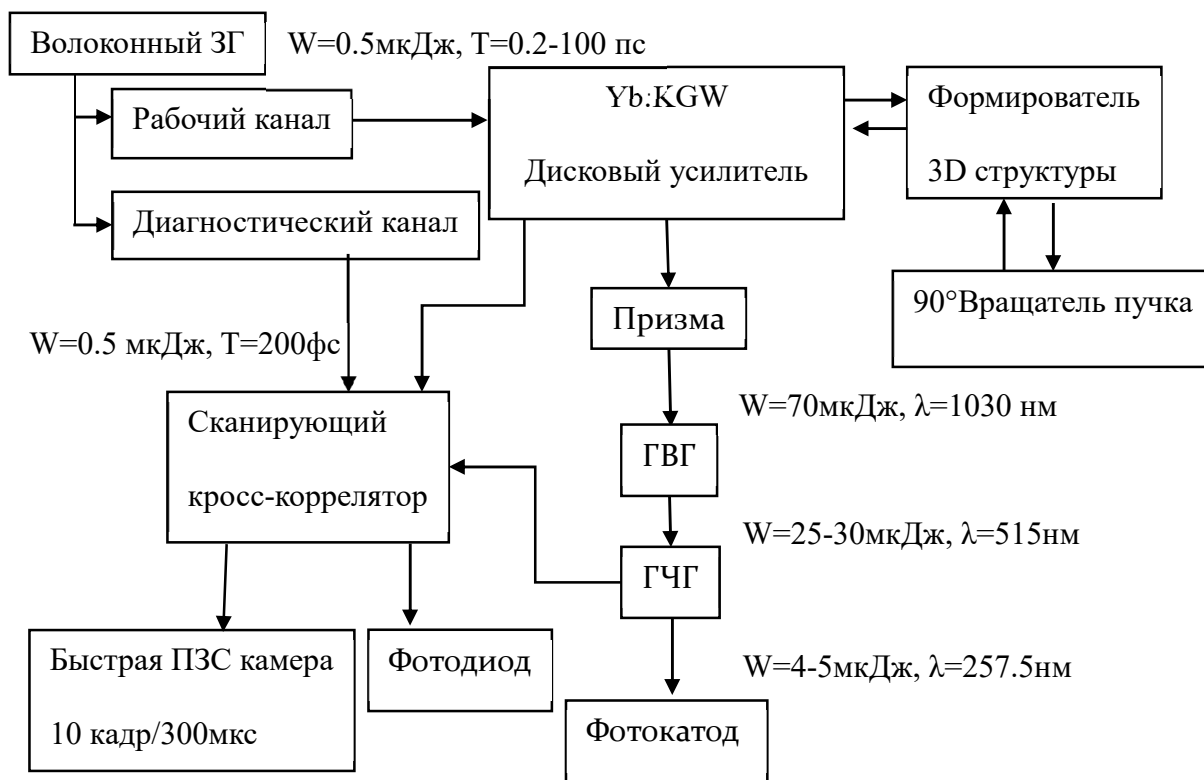 Волоконный ЗГ
W=0.5мкДж, T=0.2-100 пс
Рабочий канал
Yb:KGW
Дисковый усилитель
Формирователь
3D структуры
Диагностический канал
90°Вращатель пучка
Призма
W=0.5 мкДж, T=200фс
W=70мкДж, λ=1030 нм
Сканирующий
кросс-коррелятор
ГВГ
W=25-30мкДж, λ=515нм
ГЧГ
Быстрая ПЗС камера
10 кадр/300мкс
Фотодиод
W=4-5мкДж, λ=257.5нм
Фотокатод